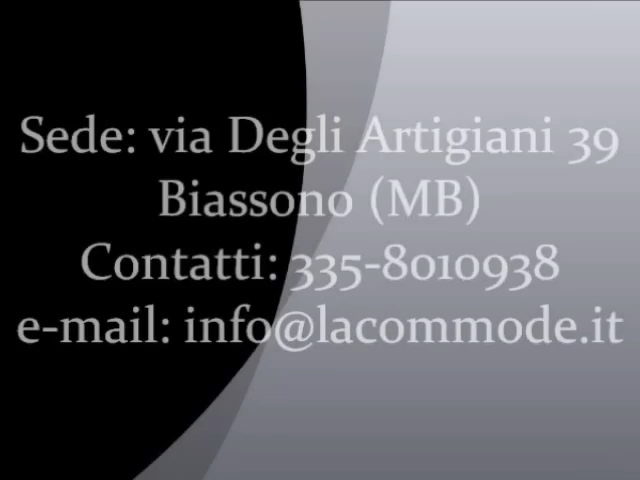 Sede: via Degli Artigiani 39
Biassono (MB)
Contatti: 335-8010938
e-mail: info@lacommode.it